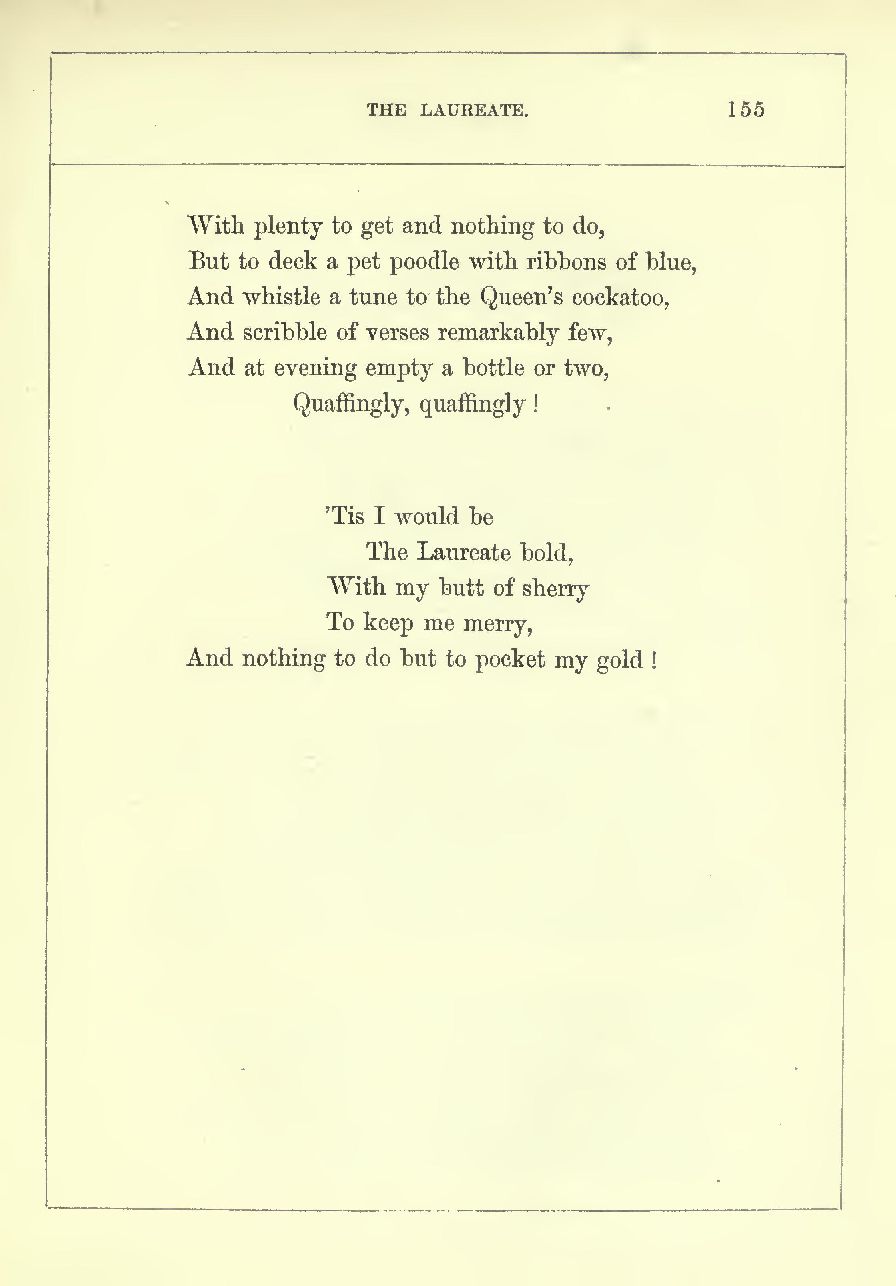 THE LAUREATE. 155
With plenty to get and nothing to do,
But to deck a pet poodle with ribbons of blue,
And whistle a tune to the Queen's cockatoo,
And scribble of verses remarkably few,
And at evening empty a bottle or two,
Quaffingly, quaffingly !
'Tis I would be
The Laureate bold,
With my butt of sherry
To keep me merry,
And nothing to do but to pocket my gold !